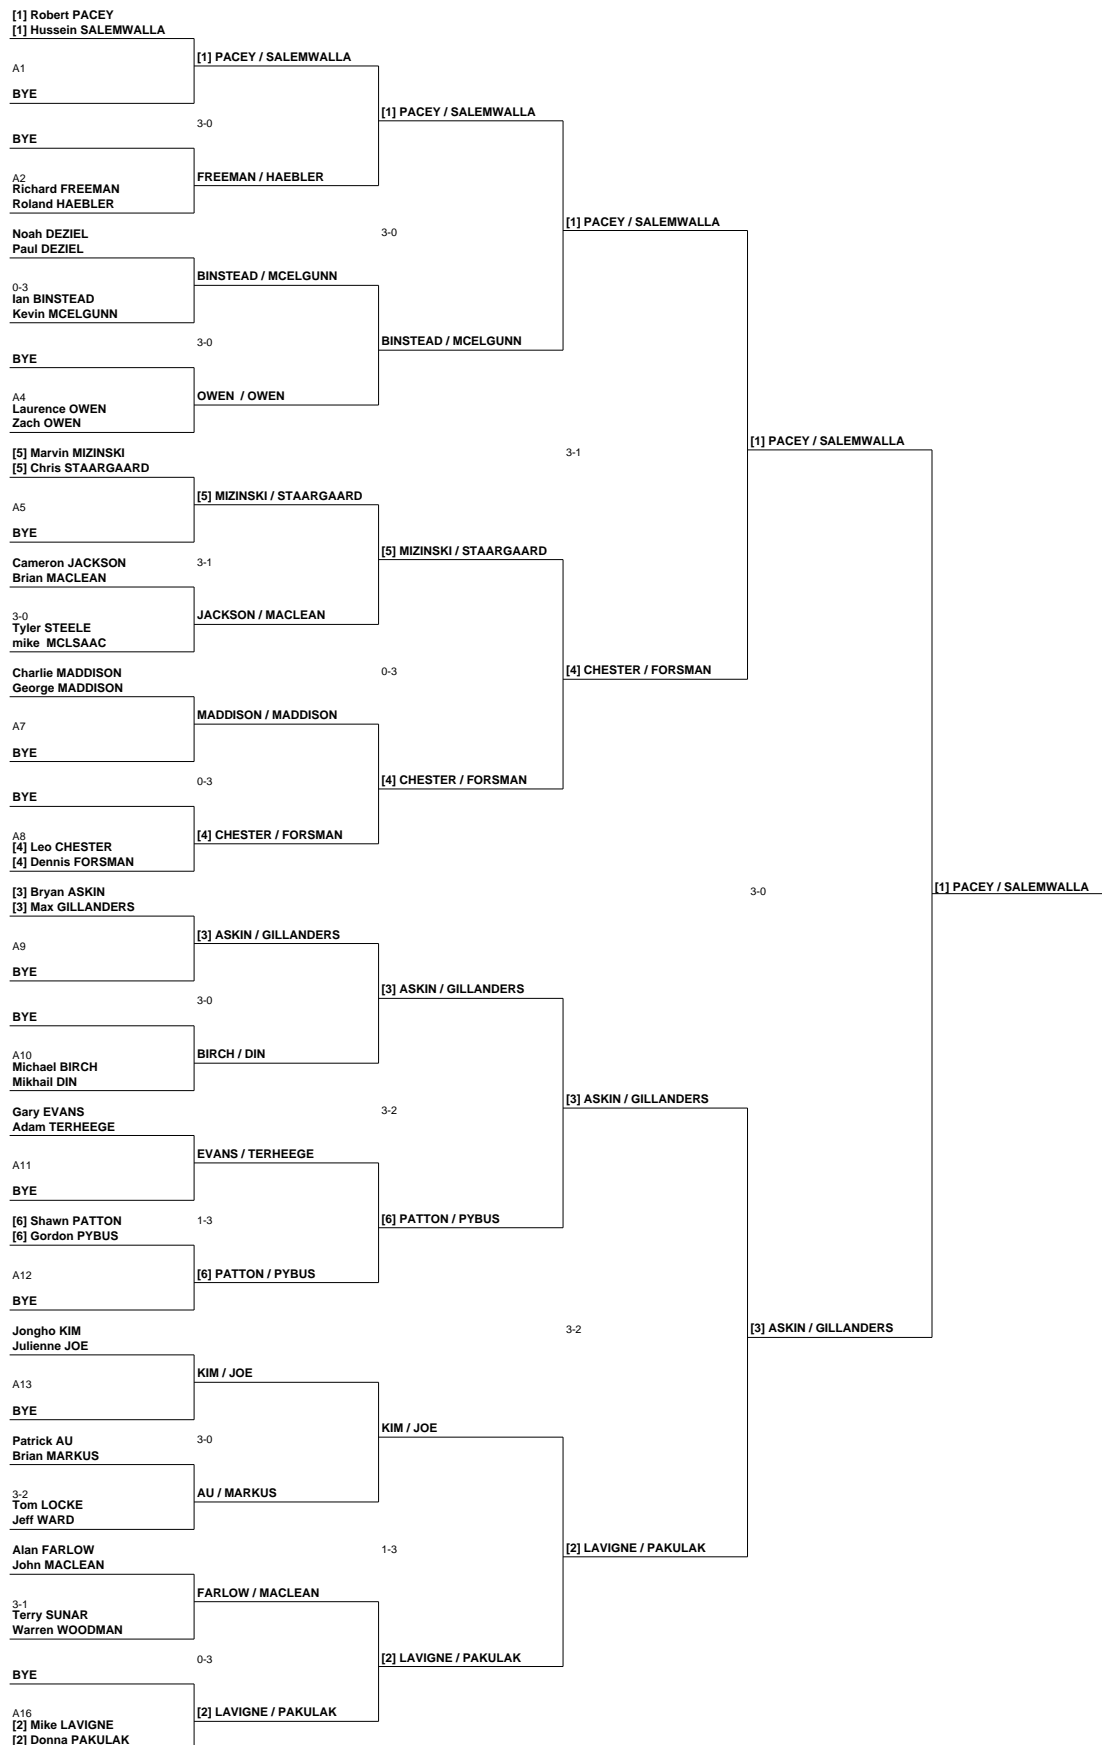 [1] Robert PACEY
[1] Hussein SALEMWALLA
[1] PACEY / SALEMWALLA
A1
BYE
[1] PACEY / SALEMWALLA
3-0
BYE
FREEMAN / HAEBLER
A2
Richard FREEMAN
Roland HAEBLER
[1] PACEY / SALEMWALLA
Noah DEZIEL
3-0
Paul DEZIEL
BINSTEAD / MCELGUNN
0-3
Ian BINSTEAD
Kevin MCELGUNN
3-0
BINSTEAD / MCELGUNN
BYE
OWEN / OWEN
A4
Laurence OWEN
Zach OWEN
[1] PACEY / SALEMWALLA
[5] Marvin MIZINSKI
3-1
[5] Chris STAARGAARD
[5] MIZINSKI / STAARGAARD
A5
BYE
[5] MIZINSKI / STAARGAARD
Cameron JACKSON
3-1
Brian MACLEAN
JACKSON / MACLEAN
3-0
Tyler STEELE
mike MCLSAAC
[4] CHESTER / FORSMAN
Charlie MADDISON
0-3
George MADDISON
MADDISON / MADDISON
A7
BYE
[4] CHESTER / FORSMAN
0-3
BYE
[4] CHESTER / FORSMAN
A8
[4] Leo CHESTER
[4] Dennis FORSMAN
[1] PACEY / SALEMWALLA
[3] Bryan ASKIN
3-0
[3] Max GILLANDERS
[3] ASKIN / GILLANDERS
A9
BYE
[3] ASKIN / GILLANDERS
3-0
BYE
BIRCH / DIN
A10
Michael BIRCH
Mikhail DIN
[3] ASKIN / GILLANDERS
Gary EVANS
3-2
Adam TERHEEGE
EVANS / TERHEEGE
A11
BYE
[6] PATTON / PYBUS
[6] Shawn PATTON
1-3
[6] Gordon PYBUS
[6] PATTON / PYBUS
A12
BYE
[3] ASKIN / GILLANDERS
Jongho KIM
3-2
Julienne JOE
KIM / JOE
A13
BYE
KIM / JOE
Patrick AU
3-0
Brian MARKUS
AU / MARKUS
3-2
Tom LOCKE
Jeff WARD
[2] LAVIGNE / PAKULAK
Alan FARLOW
1-3
John MACLEAN
FARLOW / MACLEAN
3-1
Terry SUNAR
Warren WOODMAN
[2] LAVIGNE / PAKULAK
0-3
BYE
[2] LAVIGNE / PAKULAK
A16
[2] Mike LAVIGNE
[2] Donna PAKULAK